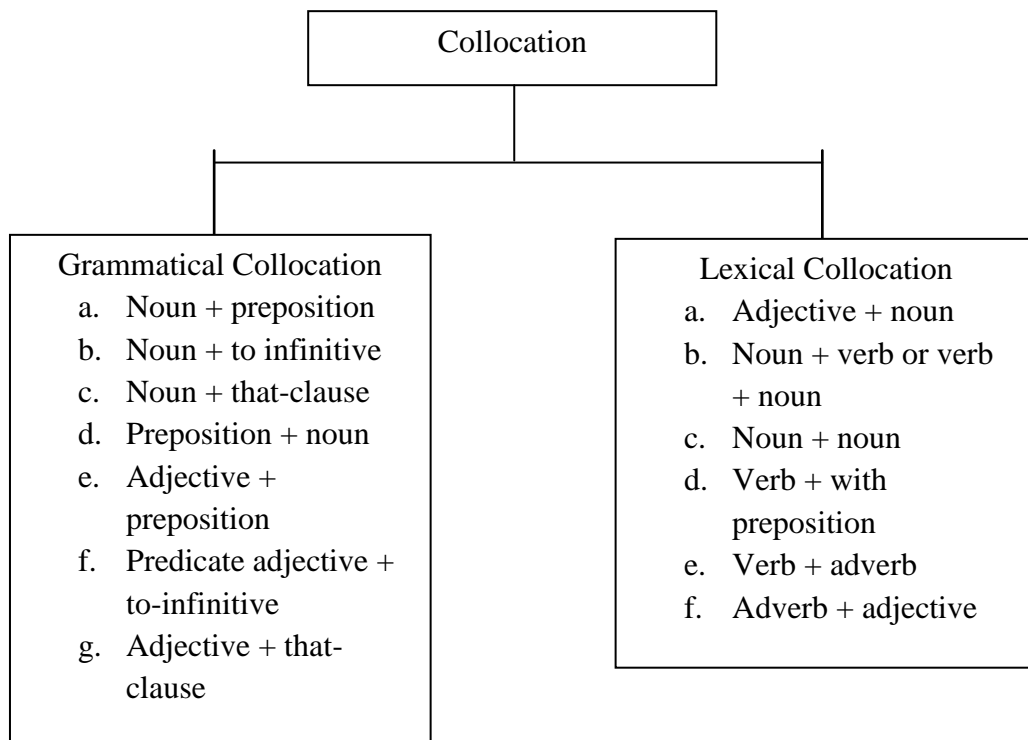 Collocation
Grammatical Collocation
a. Noun + preposition
b. Noun + to infinitive
c. Noun + that-clause
d. Preposition + noun
e. Adjective +
preposition
f. Predicate adjective +
to-infinitive
g. Adjective + that-
clause
Lexical Collocation
a. Adjective + noun
b. Noun + verb or verb
+ noun
c. Noun + noun
d. Verb + with
preposition
e. Verb + adverb
f. Adverb + adjective